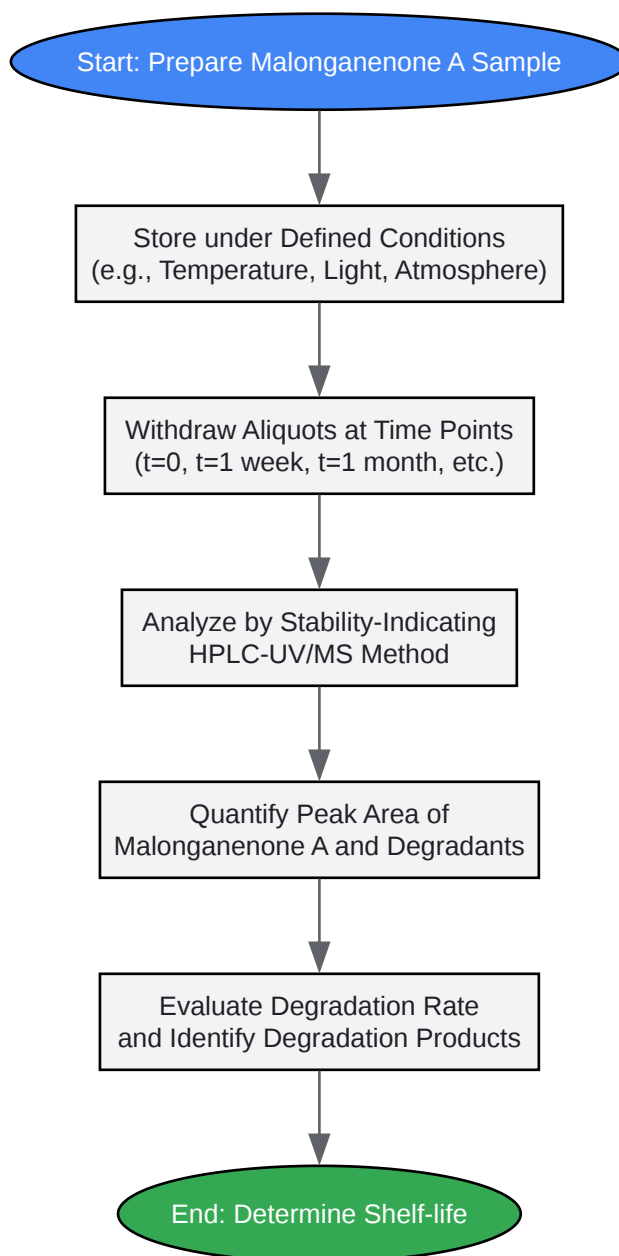 Start: Prepare Malonganenone A Sample
Store under Defined Conditions
(e.g., Temperature, Light, Atmosphere)
Withdraw Aliquots at Time Points
(t=0, t=1 week, t=1 month, etc.)
Analyze by Stability-Indicating
HPLC-UV/MS Method
Quantify Peak Area of
Malonganenone A and Degradants
Evaluate Degradation Rate
and Identify Degradation Products
End: Determine Shelf-life